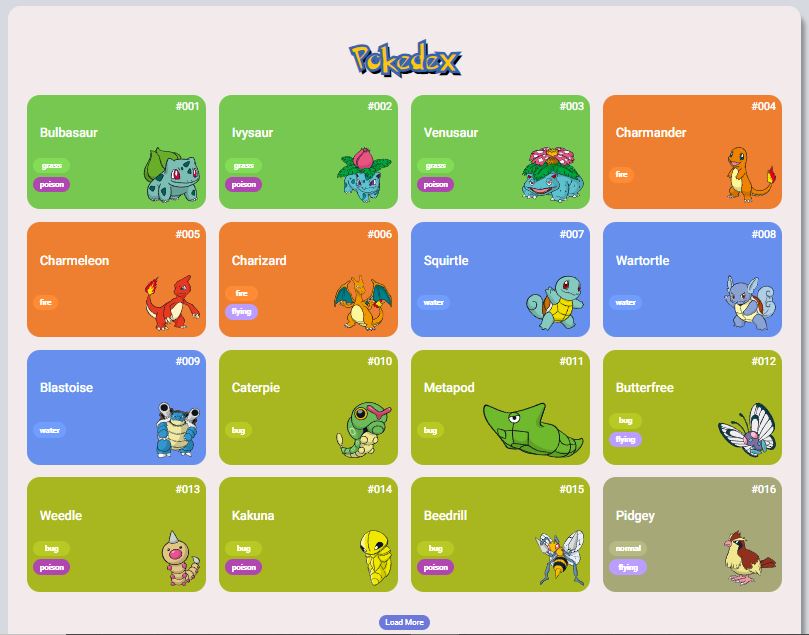 Pokedex
#001
Bulbasaur
grass
poison
#002
Ivysaur
grass
poison
#003
Venusaur
grass
poison
#004
Charmander
fire
#005
Charmeleon
fire
#006
Charizard
fire
flying
#007
Squirtle
water
#008
Wartortle
water
#009
Blastoise
water
#010
Caterpie
bug
#011
Metapod
bug
#012
Butterfree
bug
flying
#013
Weedle
bug
poison
#014
Kakuna
bug
poison
#015
Beedrill
bug
poison
#016
Pidgey
normal
flying
Load More